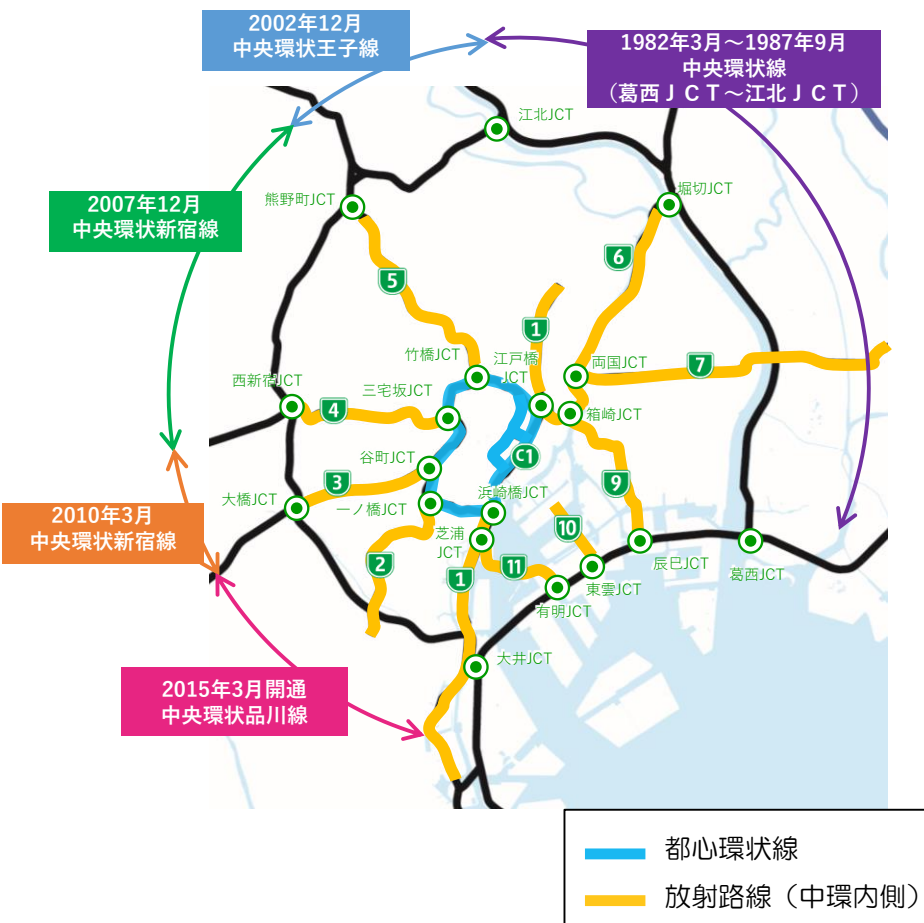 2002年12月
中央環状王子線
1982年3月～1987年9月
中央環状線
（葛西ＪＣＴ～江北ＪＣＴ）
江北JCT
堀切JCT
熊野町JCT
2007年12月
中央環状新宿線
6
5
1
竹橋JCT
江戸橋
JCT
両国JCT
7
西新宿JCT
三宅坂JCT
4
箱崎JCT
谷町JCT
C1
3
9
大橋JCT
一ノ橋JCT
浜崎橋JCT
2010年3月
中央環状新宿線
芝浦
JCT
10
辰巳JCT
葛西JCT
2
1
11
東雲JCT
有明JCT
大井JCT
2015年3月開通
中央環状品川線
都心環状線
放射路線（中環内側）